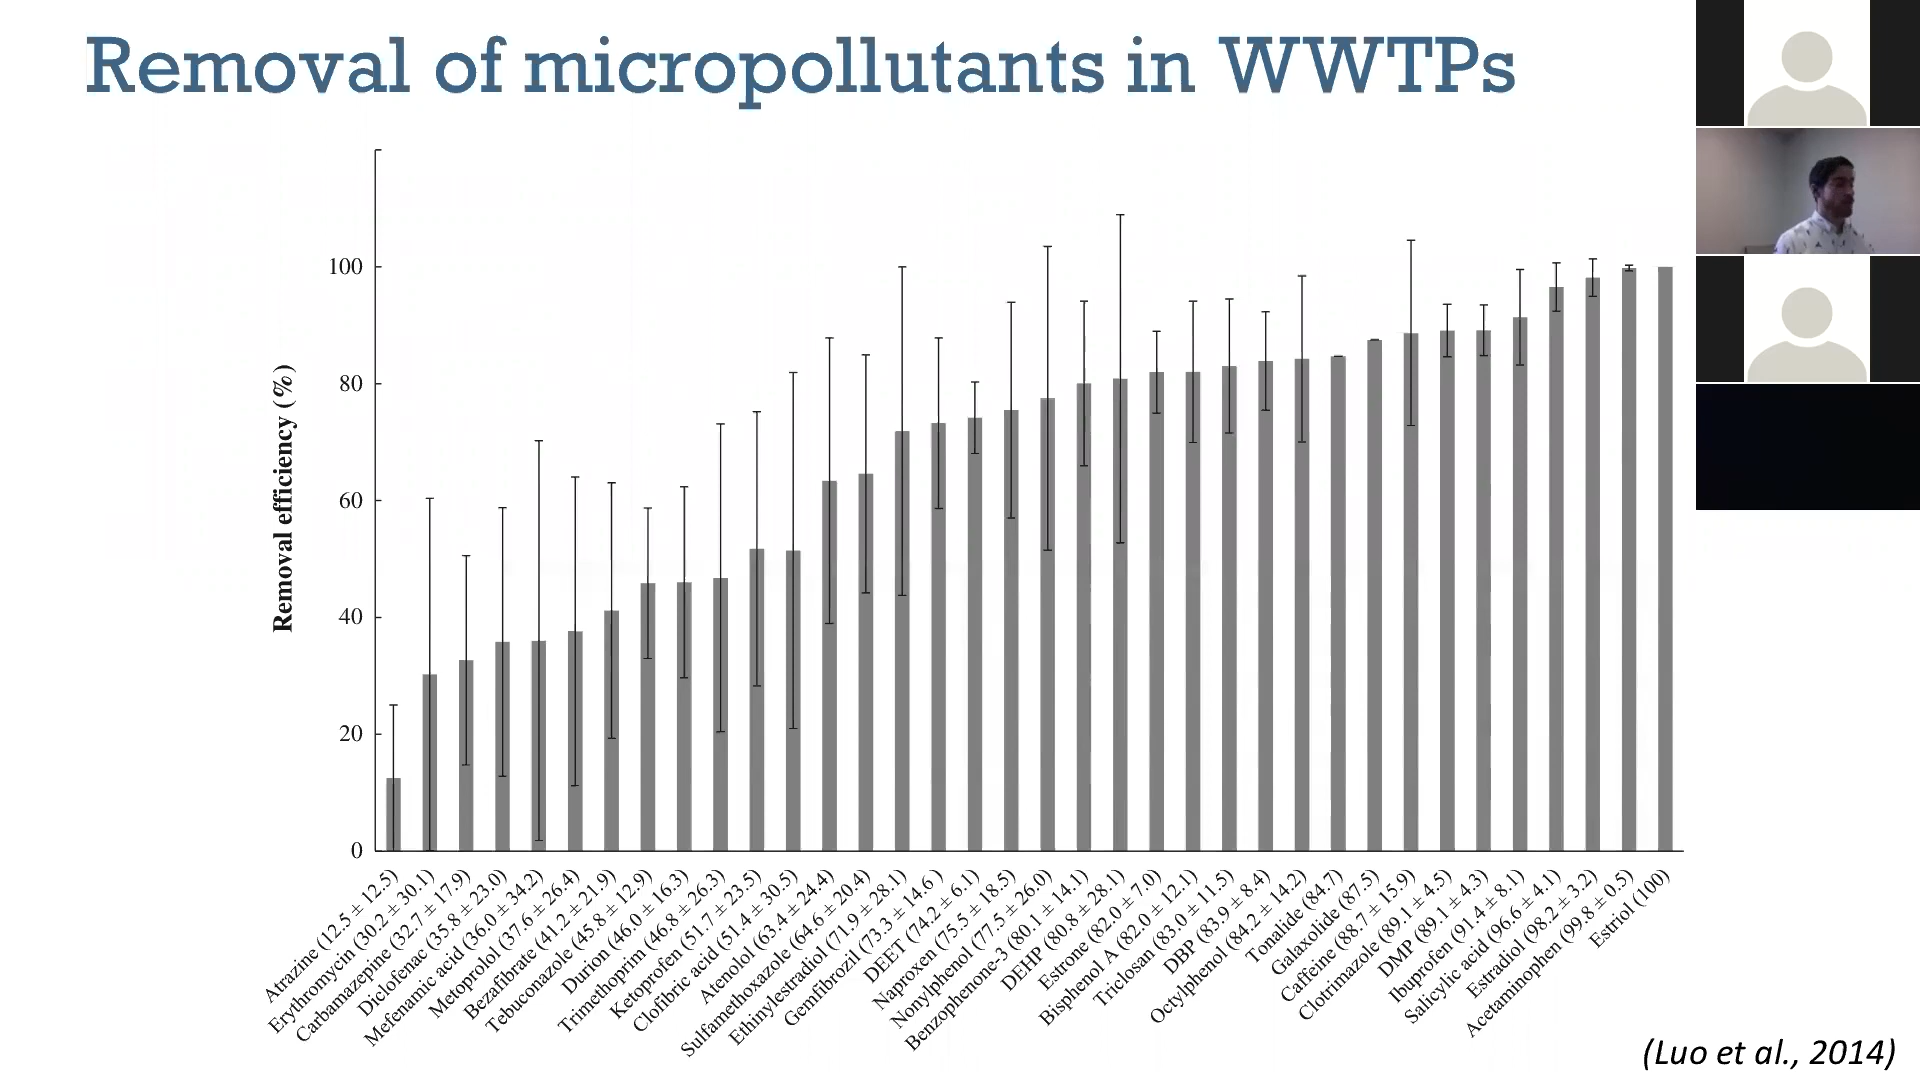 Removal of micropollutants in WWTPs
Removal efficiency (%)
100
80
60
40
20
0
Atrazine (12.5 ± 12.5)
Erythromycin (30.2 ± 30.1)
Carbamazepine (32.7 ± 17.9)
Diclofenac (35.8 ± 23.0)
Mefenamic acid (36.0 ± 34.2)
Metoprolol (37.6 ± 26.4)
Bezafibrate (41.2 ± 21.9)
Tebuconazole (45.8 ± 12.9)
Durion (46.0 ± 16.3)
Trimethoprim (46.8 ± 26.3)
Ketoprofen (51.7 ± 23.5)
Clofibric acid (51.4 ± 30.5)
Atenolol (63.4 ± 24.4)
Sulfamethoxazole (64.6 ± 20.4)
Ethinylestradiol (71.9 ± 28.1)
Gemfibrozil (73.3 ± 14.6 )
DEET (74.2 ± 6.1)
Naproxen (75.5 ± 18.5)
Nonylphenol (77.5 ± 26.0)
Benzophenone-3 (80.1 ± 14.1)
DEHP (80.8 ± 28.1)
Estrone (82.0 ± 7.0)
Bisphenol A (82.0 ± 12.1)
Triclosan (83.0 ± 11.5)
DBP (83.9 ± 8.4)
Octylphenol (84.2 ± 14.2)
Tonalide (84.7)
Galaxolide (87.5)
Caffeine (88.7 ± 15.9)
Clotrimazole (89.1 ± 4.5)
DMP (89.1 ± 4.3)
Ibuprofen (91.4 ± 8.1)
Salicylic acid (96.6 ± 4.1)
Estradiol (98.2 ± 3.2)
Acetaminophen (99.8 ± 0.5)
Estriol (100)
(Luo et al., 2014)